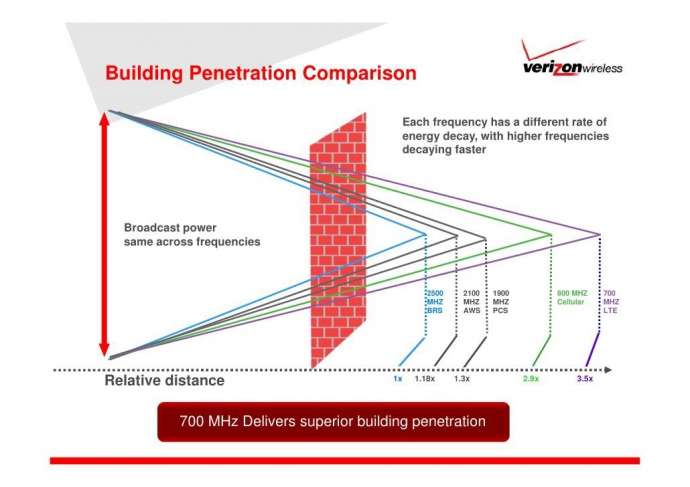 verizonwireless
Building Penetration Comparison
Each frequency has a different rate of
energy decay, with higher frequencies
decaying faster
Broadcast power
same across frequencies
2500
MHZ
BRS
2100
MHZ
AWS
1900
MHZ
PCS
800 MHZ
Cellular
700
MHZ
LTE
Relative distance
1x
1.18x
1.3x
2.9x
3.5x
700 MHz Delivers superior building penetration